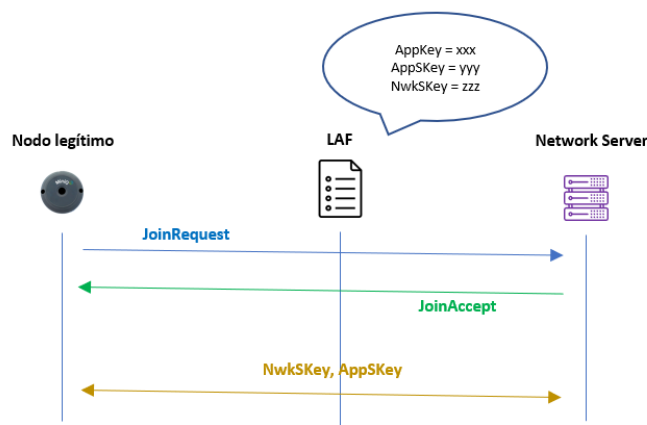 AppKey = xxx
AppSKey = yyy
NwkSKey = zzz
Nodo legítimo
LAF
Network Server
JoinRequest
JoinAccept
NwkSKey, AppSKey